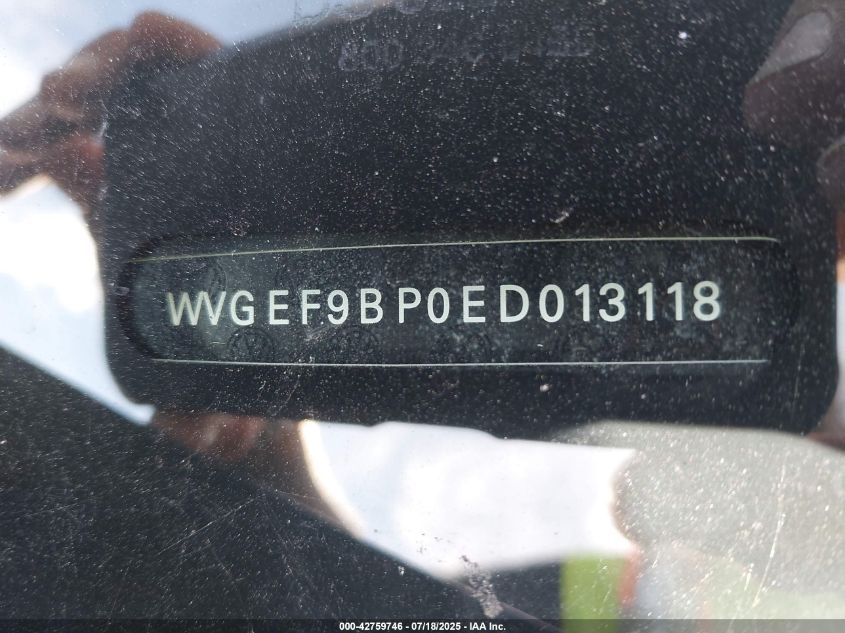 WVGEF9BP0ED013118
000-42759746 - 07/18/2025 - IAA Inc.